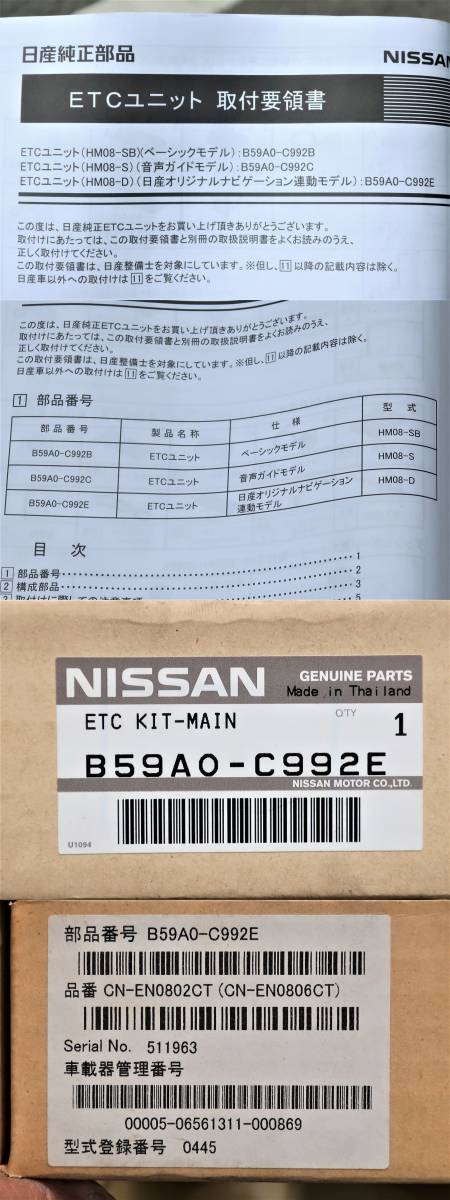 日産純正部品
NISSAN
ETCユニット 取付要領書
ETCユニット(HM08-SB)(ベーシックモデル):B59A0-C992B
ETCユニット(HM08-S)(音声ガイドモデル):B59A0-C992C
ETCユニット(HM08-D)(日産オリジナルナビゲーション連動モデル):B59A0-C992E
この度は、日産純正ETCユニットをお買い上げ頂きありがとうございます。
取付けにあたっては、この取付要領書と別冊の取扱説明書をよくお読みのうえ、
正しく取付けてください。
この取付要領書は、日産整備士を対象にしています。※但し、11以降の記載内容は除く。
日産車以外への取付けは11をご覧ください。
この度は、日産純正ETCユニットをお買い上げ頂きありがとうございます。
取付けにあたっては、この取付要領書と別冊の取扱説明書をよくお読みのうえ、
正しく取付けてください。
この取付要領書は、日産整備士を対象にしています。※但し、11以降の記載内容は除く。
日産車以外への取付けは11をご覧ください。
1 部品番号
部品番号 製品名称 仕様 型式
B59A0-C992B ETCユニット ベーシックモデル HM08-SB
B59A0-C992C ETCユニット 音声ガイドモデル HM08-S
B59A0-C992E ETCユニット 日産オリジナルナビゲーション連動モデル HM08-D
目 次
1 部品番号 1
2 構成部品 2
3
5
NISSAN
GENUINE PARTS
Made in Thailand
ETC KIT-MAIN
Q'TY
1
B59A0-C992E
NISSAN MOTOR CO.,LTD.
U1094
部品番号 B59A0-C992E
品番 CN-EN0802CT (CN-EN0806CT)
Serial No. 511963
車載器管理番号
00005-06561311-000869
型式登録番号 0445